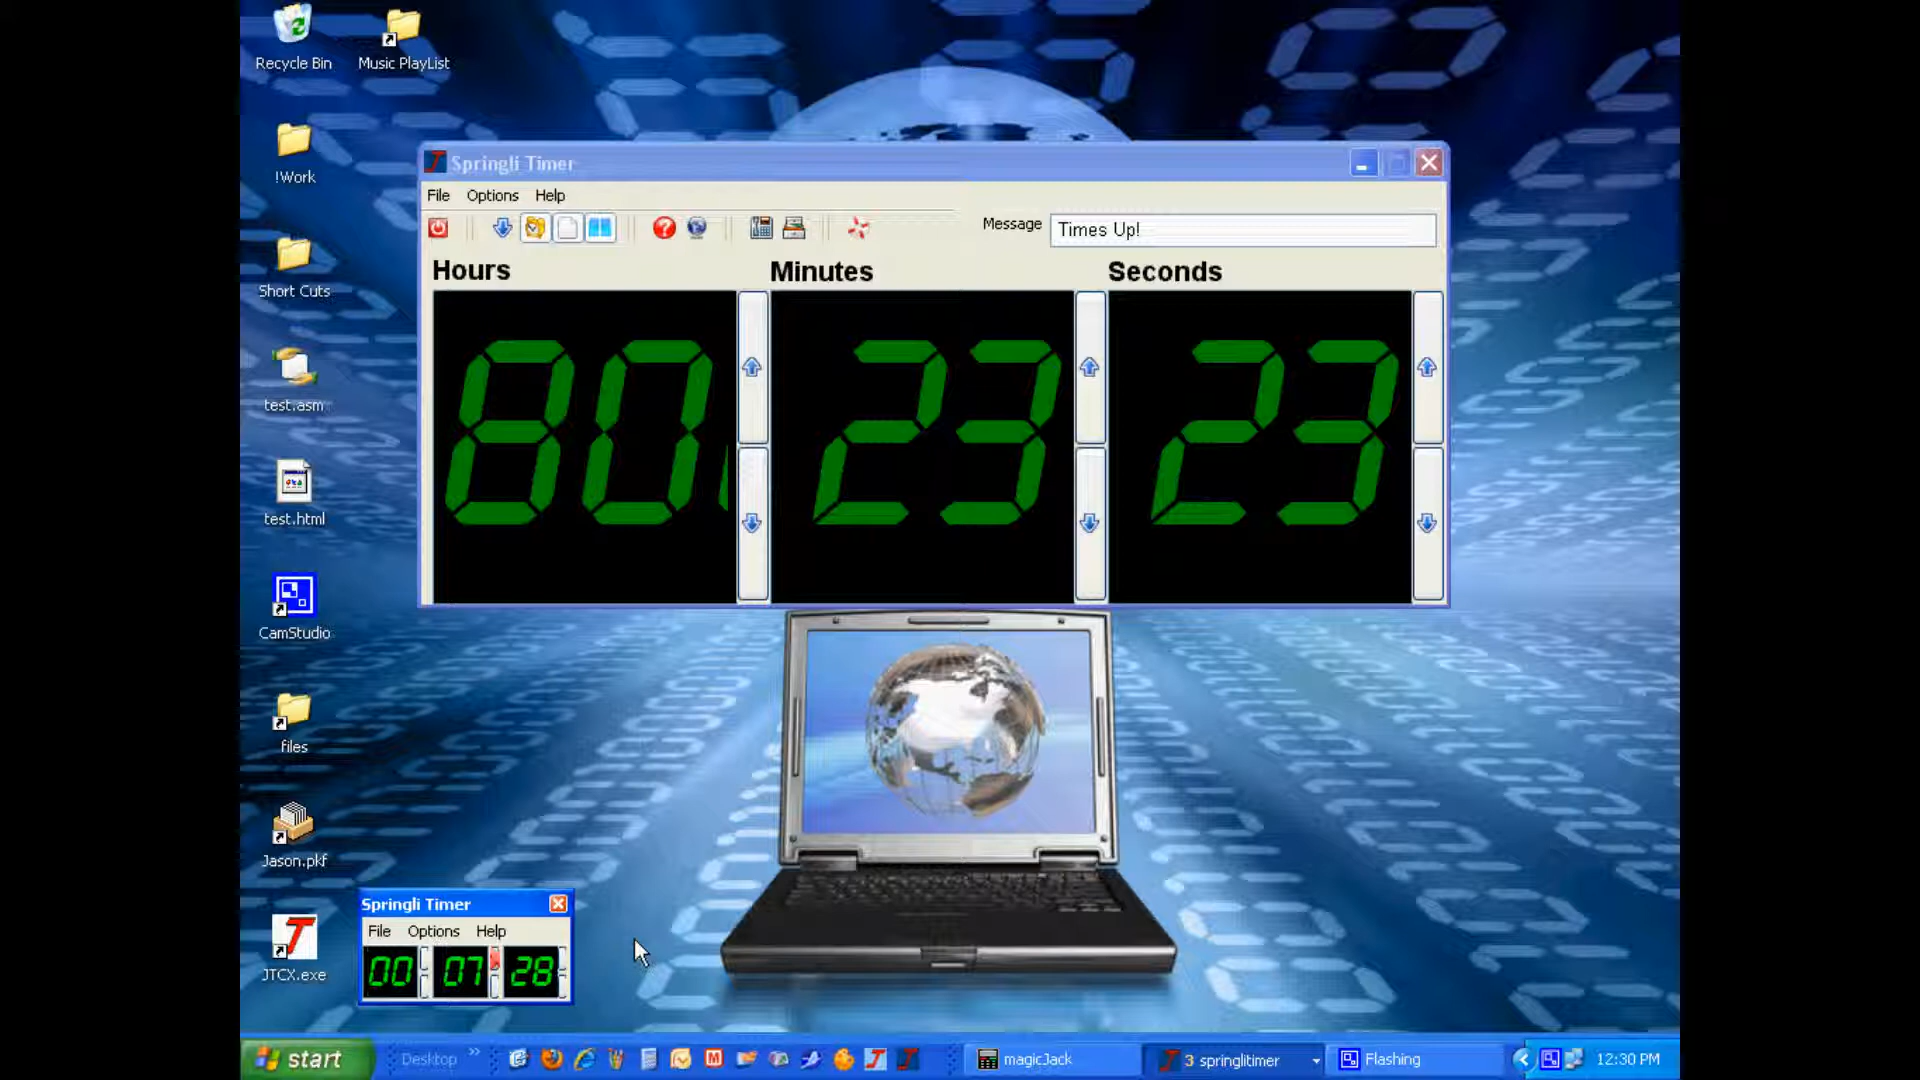 Recycle Bin
Music PlayList
!Work
Short Cuts
test.asm
test.html
CamStudio
files
Jason.pkf
JTCX.exe
Springli Timer
File Options Help
Message Times Up!
Hours Minutes Seconds
80 23 23
Springli Timer
File Options Help
00 07 28
start
Desktop
magicJack
3 springlitimer
Flashing
12:30 PM